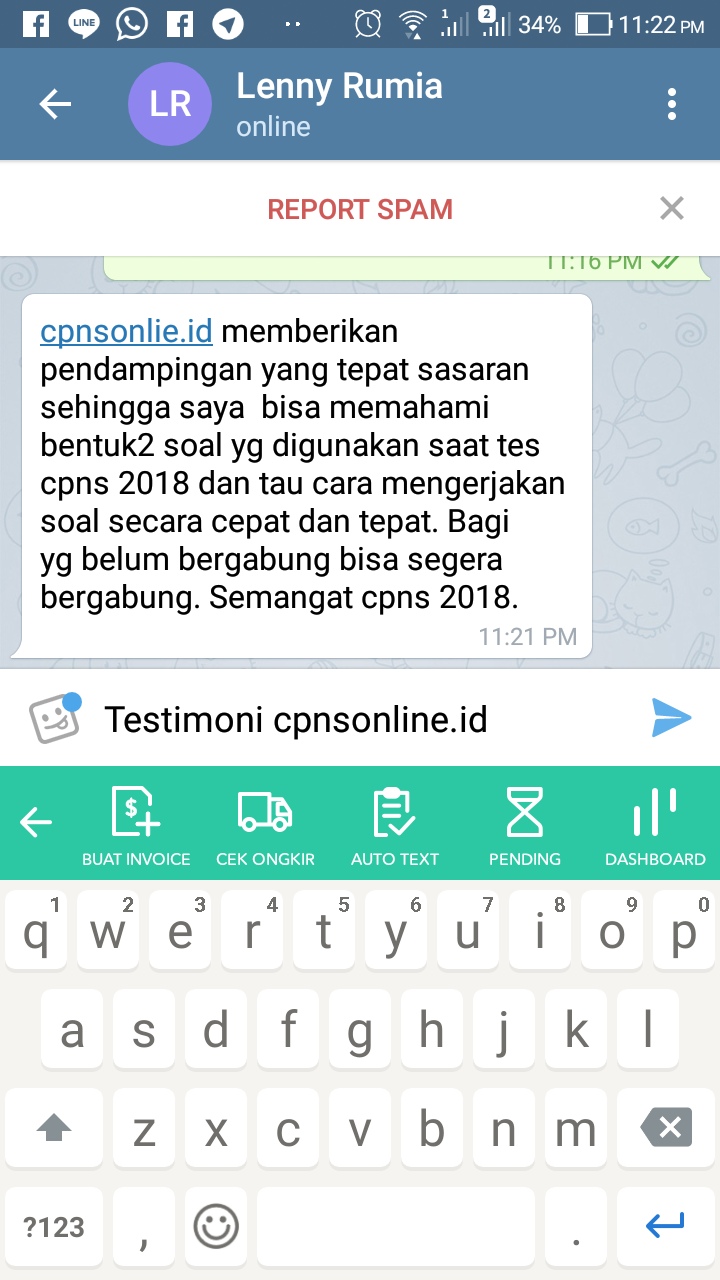 LINE
1
2
34%
11:22 PM
LR
Lenny Rumia
online
REPORT SPAM
11:16 PM
cpnsonlie.id memberikan
pendampingan yang tepat sasaran
sehingga saya  bisa memahami
bentuk2 soal yg digunakan saat tes
cpns 2018 dan tau cara mengerjakan
soal secara cepat dan tepat. Bagi
yg belum bergabung bisa segera
bergabung. Semangat cpns 2018.
11:21 PM
Testimoni cpnsonline.id
BUAT INVOICE CEK ONGKIR AUTO TEXT PENDING DASHBOARD
1 2 3 4 5 6 7 8 9 0
q w e r t y u i o p
a s d f g h j k l
z x c v b n m
?123 , .